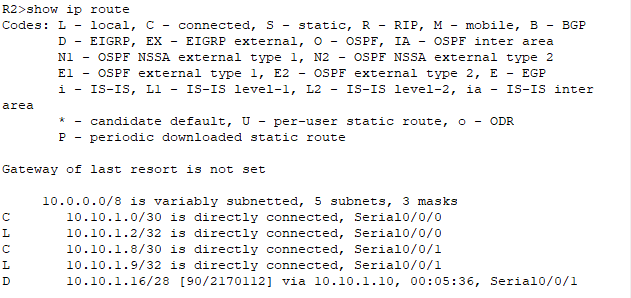 R2>show ip route
Codes: L - local, C - connected, S - static, R - RIP, M - mobile, B - BGP
D - EIGRP, EX - EIGRP external, O - OSPF, IA - OSPF inter area
N1 - OSPF NSSA external type 1, N2 - OSPF NSSA external type 2
E1 - OSPF external type 1, E2 - OSPF external type 2, E - EGP
i - IS-IS, L1 - IS-IS level-1, L2 - IS-IS level-2, ia - IS-IS inter
area
* - candidate default, U - per-user static route, o - ODR
P - periodic downloaded static route
Gateway of last resort is not set
10.0.0.0/8 is variably subnetted, 5 subnets, 3 masks
C 10.10.1.0/30 is directly connected, Serial0/0/0
L 10.10.1.2/32 is directly connected, Serial0/0/0
C 10.10.1.8/30 is directly connected, Serial0/0/1
L 10.10.1.9/32 is directly connected, Serial0/0/1
D 10.10.1.16/28 [90/2170112] via 10.10.1.10, 00:05:36, Serial0/0/1